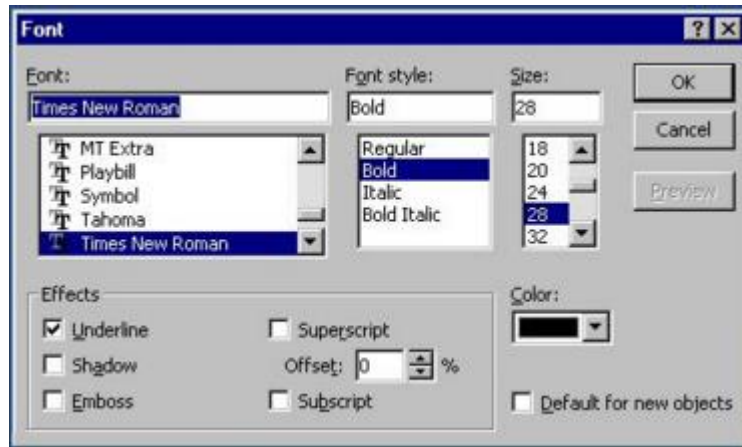 Font
Font: Font style: Size:
Times New Roman Bold 28 OK
MT Extra Regular 18 Cancel
Playbill Bold 20
Symbol Italic 24 Preview
Tahoma Bold Italic 28
Times New Roman 32
Effects Color:
Underline Superscript
Shadow Offset: 0 %
Emboss Subscript Default for new objects